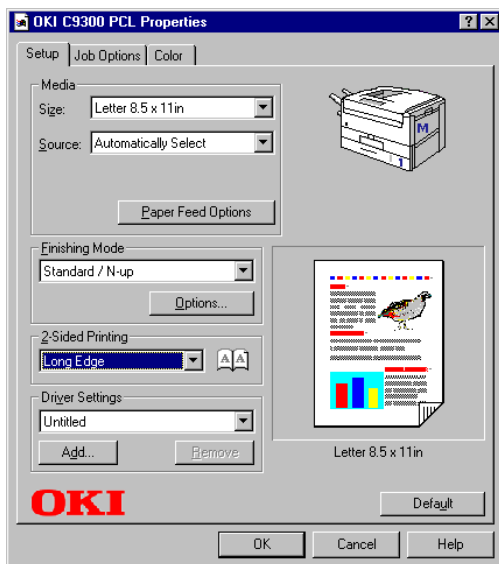 OKI C9300 PCL Properties
Setup
Job Options
Color
Media
Size:
Letter 8.5 x 11in
Source:
Automatically Select
Paper Feed Options
M
1
Finishing Mode
Standard / N-up
Options...
2-Sided Printing
Long Edge
A A
Driver Settings
Untitled
Add...
Remove
Letter 8.5 x 11in
OKI
Default
OK
Cancel
Help